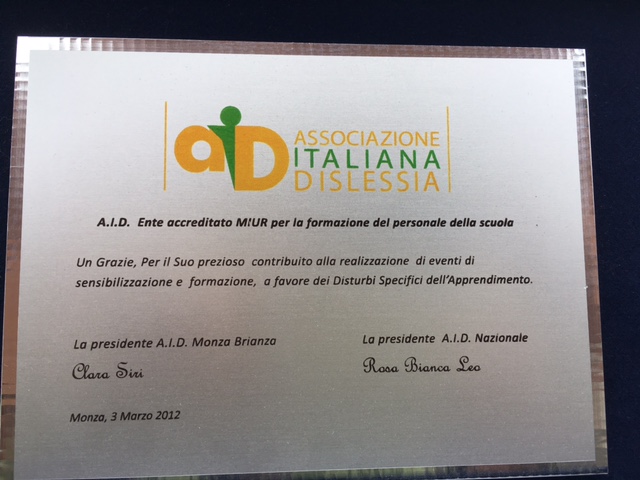 aiD ASSOCIAZIONE
ITALIANA
DISLESSIA
A.I.D. Ente accreditato MIUR per la formazione del personale della scuola
Un Grazie, Per il Suo prezioso contribuito alla realizzazione di eventi di
sensibilizzazione e formazione, a favore dei Disturbi Specifici dell'Apprendimento.
La presidente A.I.D. Monza Brianza
Clara Siri
La presidente A.I.D. Nazionale
Rosa Bianca Leo
Monza, 3 Marzo 2012